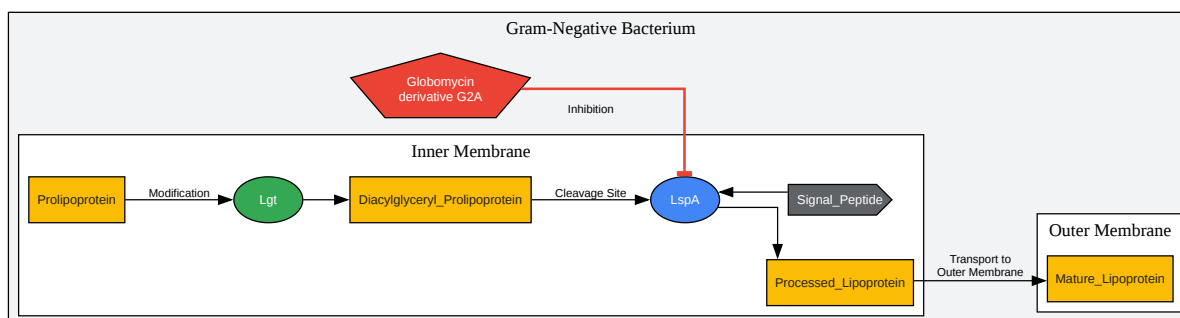 Gram-Negative Bacterium
Globomycin
derivative G2A
Inhibition
Inner Membrane
Prolipoprotein
Modification
Lgt
Diacylglyceryl_Prolipoprotein
Cleavage Site
LspA
Signal_Peptide
Processed_Lipoprotein
Transport to
Outer Membrane
Outer Membrane
Mature_Lipoprotein